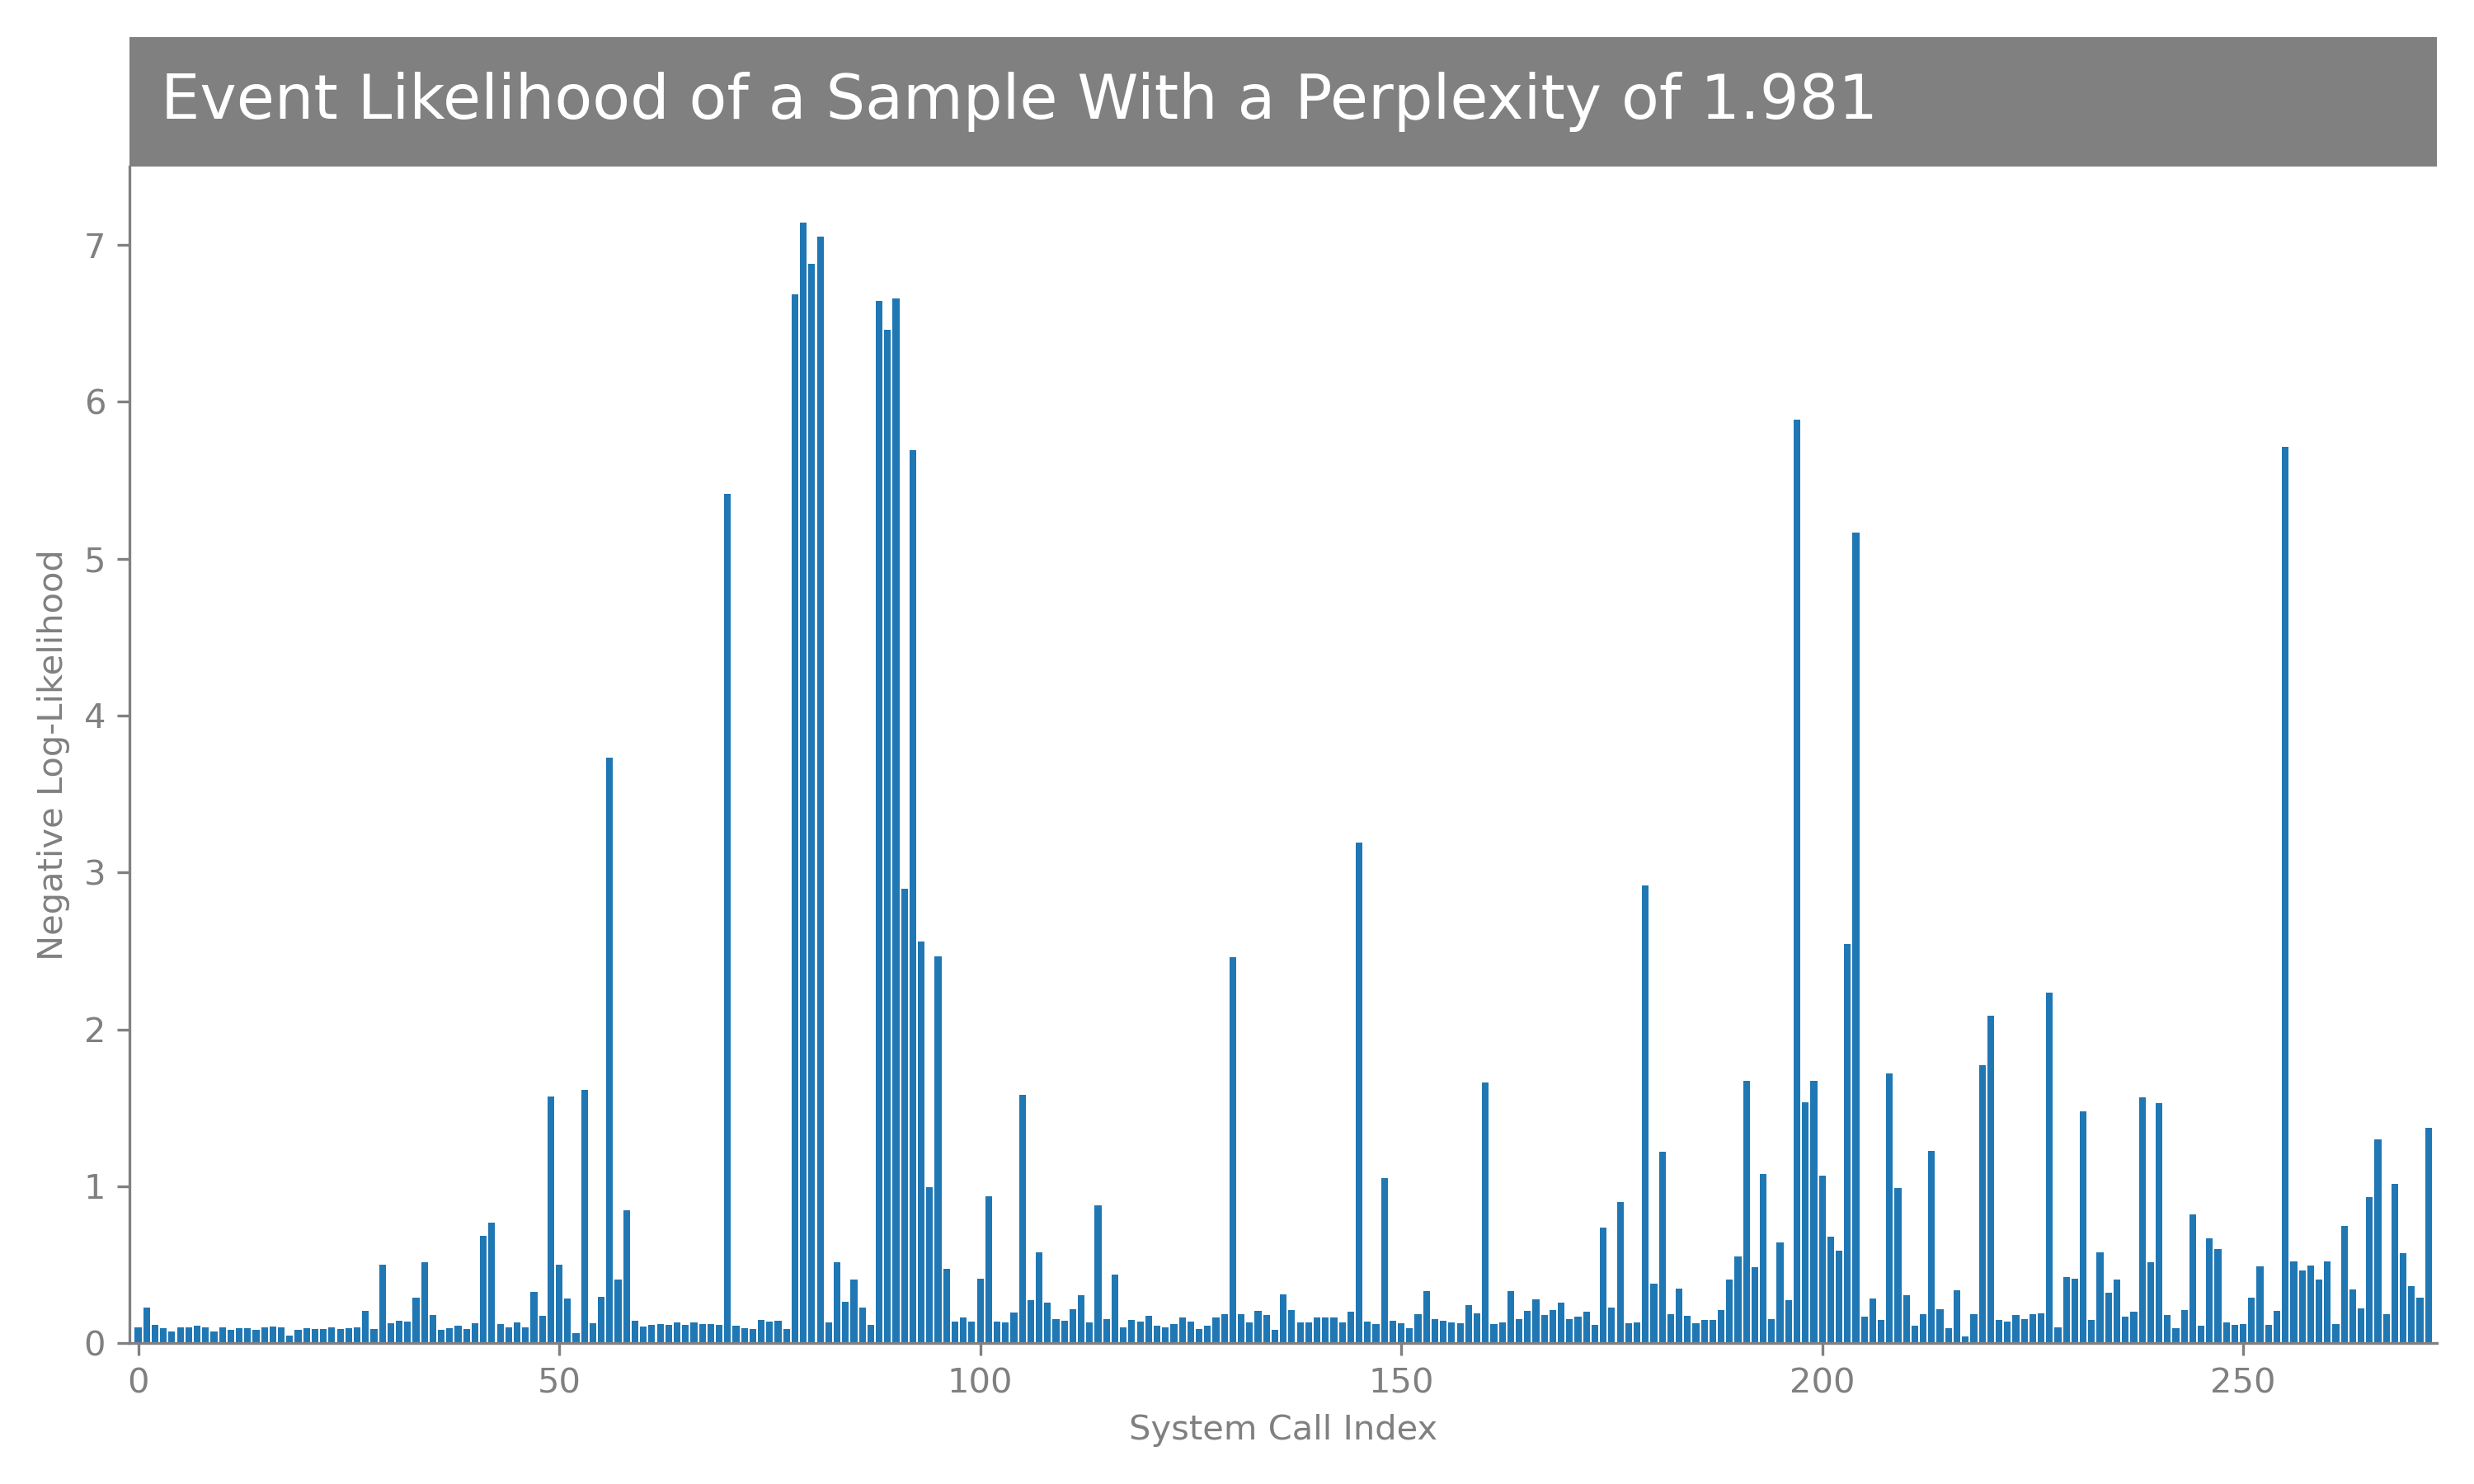 Event Likelihood of a Sample With a Perplexity of 1.981
Negative Log-Likelihood
7
6
5
4
3
2
1
0
0 50 100 150 200 250
System Call Index